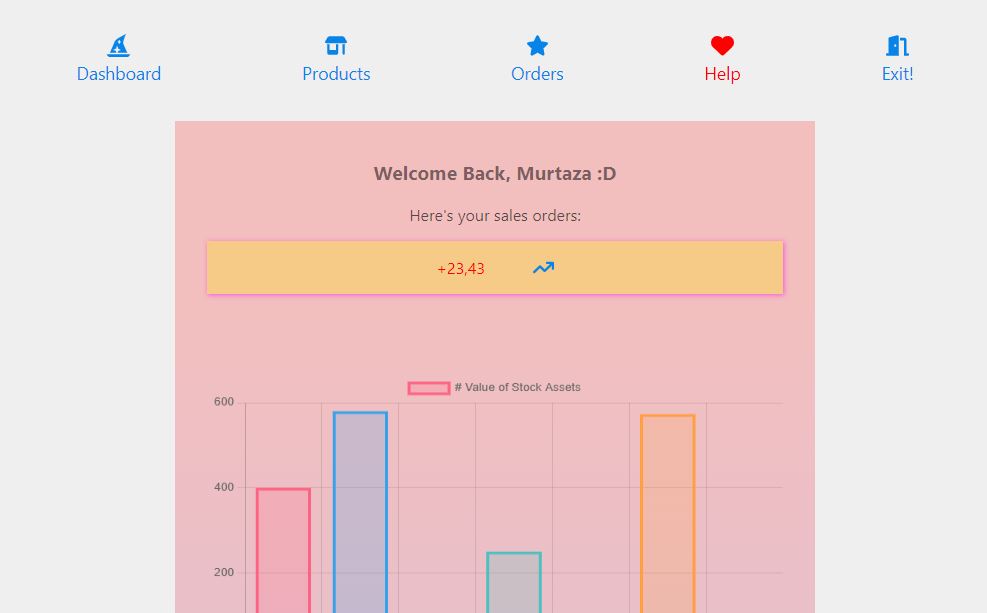 Dashboard Products Orders Help Exit!
Welcome Back, Murtaza :D
Here's your sales orders:
+23,43
# Value of Stock Assets
600
400
200